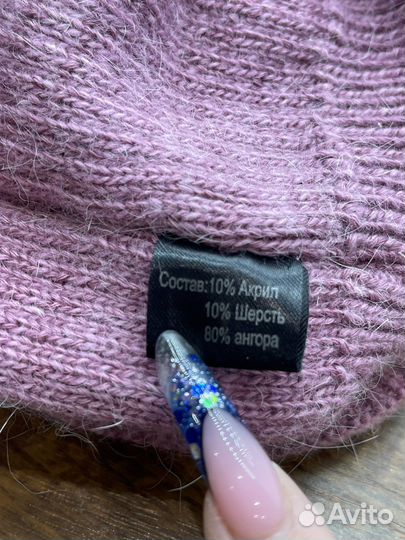 Состав:10% Акрил
10% Шерсть
80% ангора
Avito